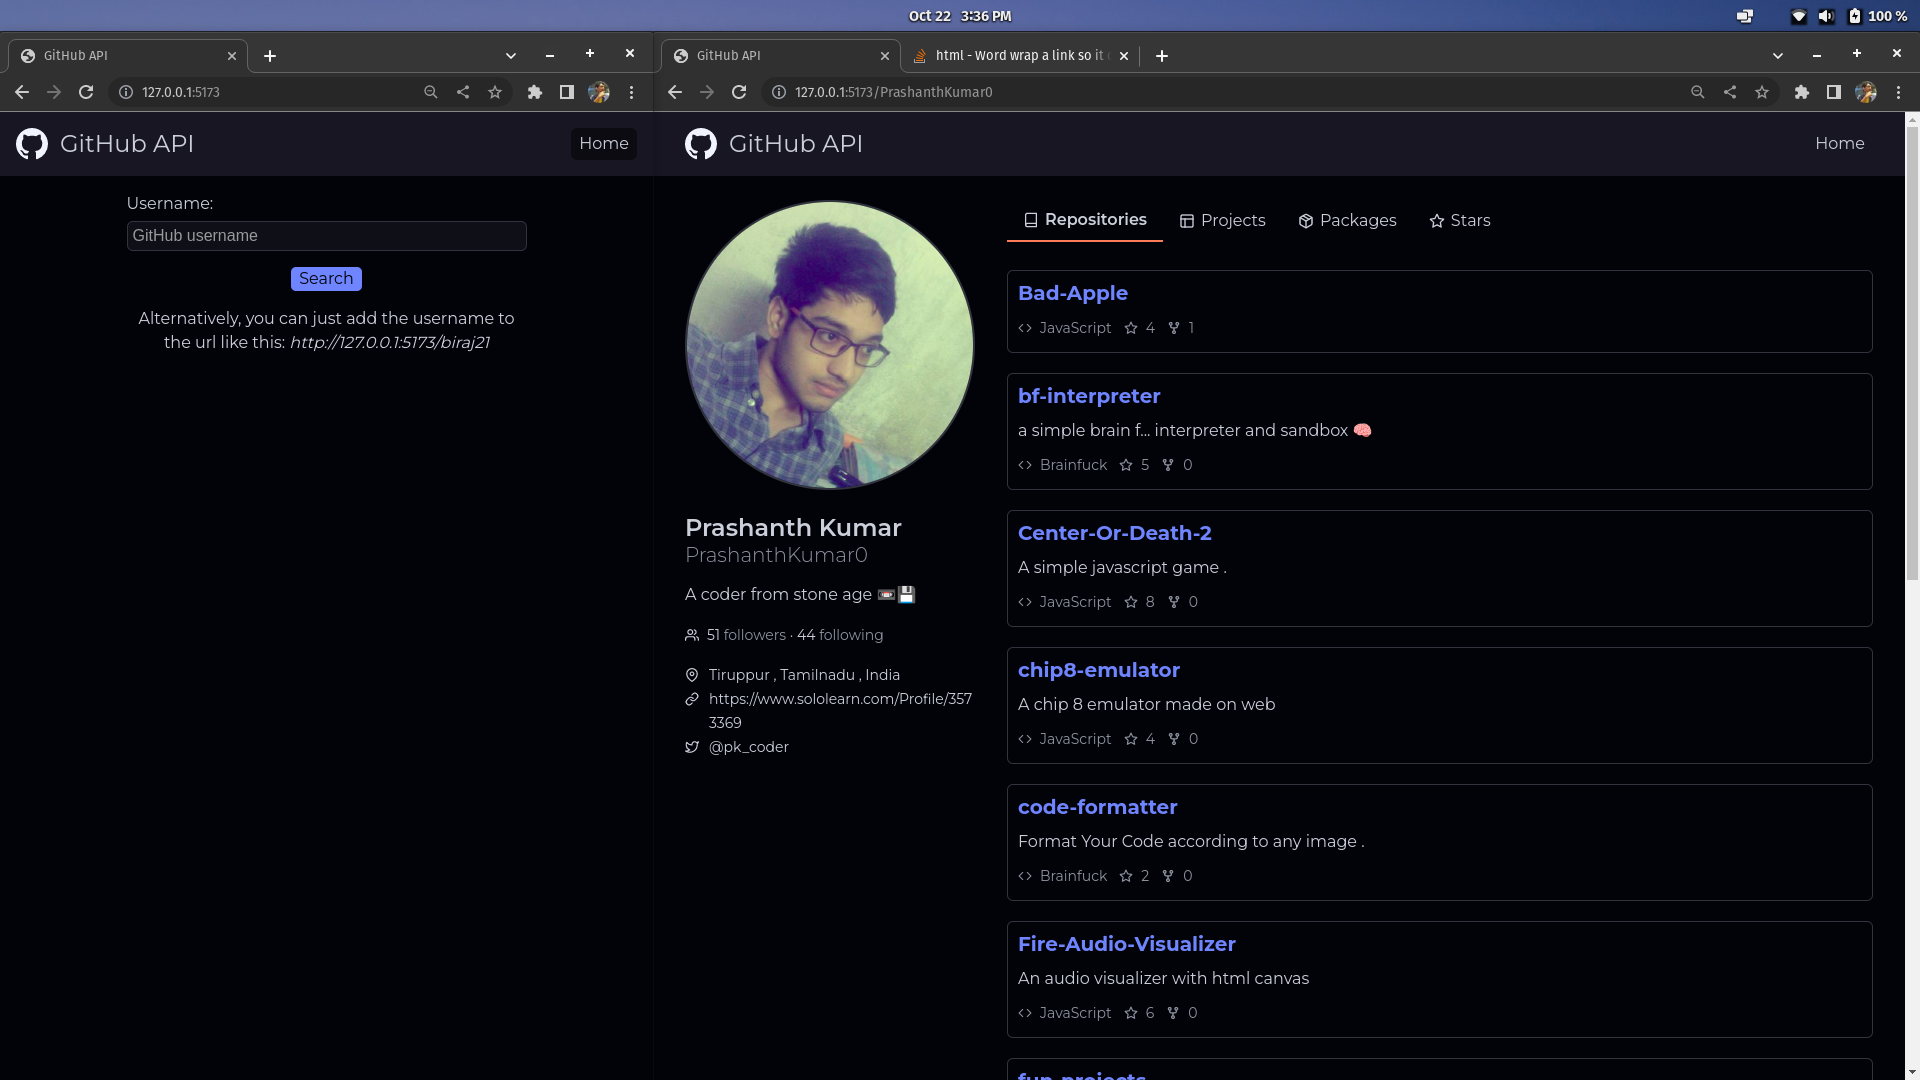 Oct 22 3:36 PM
100 %
GitHub API
127.0.0.1:5173
GitHub API
Home
Username:
GitHub username
Search
Alternatively, you can just add the username to
the url like this: http://127.0.0.1:5173/biraj21
GitHub API
html - Word wrap a link so it
127.0.0.1:5173/PrashanthKumar0
GitHub API
Home
Prashanth Kumar
PrashanthKumar0
A coder from stone age 📼💾
51 followers · 44 following
Tiruppur , Tamilnadu , India
https://www.sololearn.com/Profile/357
3369
@pk_coder
Repositories Projects Packages Stars
Bad-Apple
JavaScript 4 1
bf-interpreter
a simple brain f... interpreter and sandbox 🧠
Brainfuck 5 0
Center-Or-Death-2
A simple javascript game .
JavaScript 8 0
chip8-emulator
A chip 8 emulator made on web
JavaScript 4 0
code-formatter
Format Your Code according to any image .
Brainfuck 2 0
Fire-Audio-Visualizer
An audio visualizer with html canvas
JavaScript 6 0
fun-projects